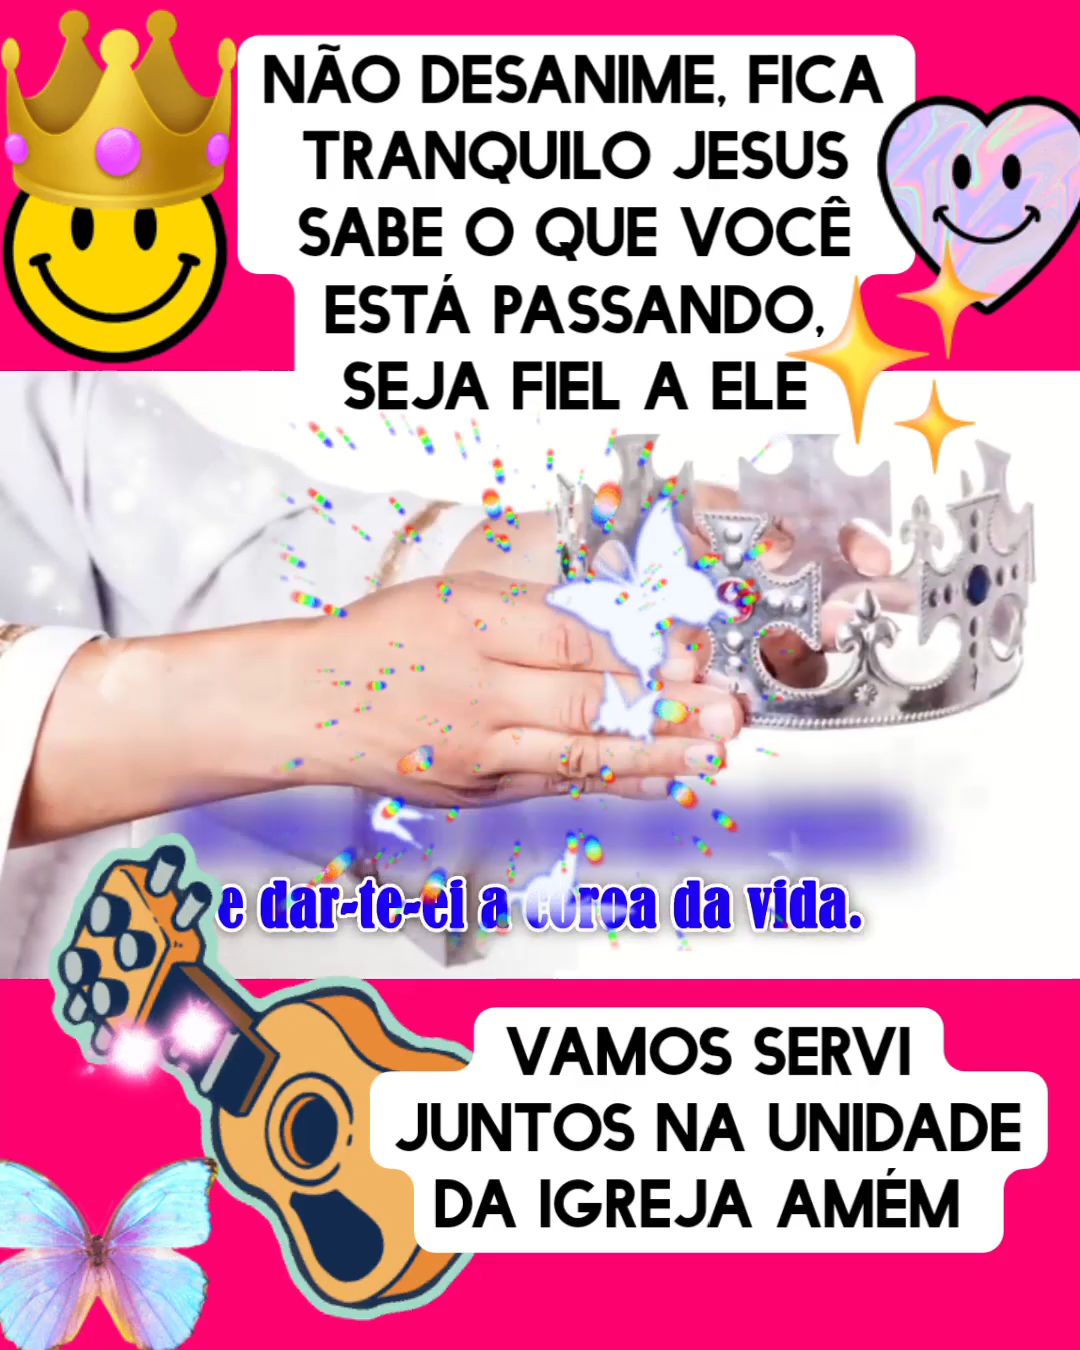 NÃO DESANIME, FICA
TRANQUILO JESUS
SABE O QUE VOCÊ
ESTÁ PASSANDO,
SEJA FIEL A ELE
e dar-te-ei a coroa da vida.
VAMOS SERVI
JUNTOS NA UNIDADE
DA IGREJA AMÉM